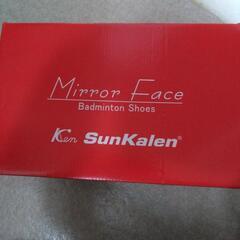 Mirror Face
Badminton Shoes
Ken SunKalen®